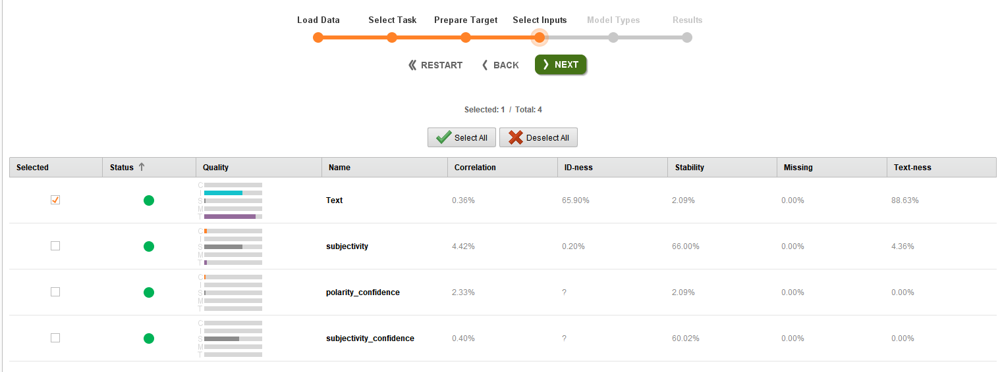 Load Data Select Task Prepare Target Select Inputs Model Types Results
RESTART BACK NEXT
Selected: 1 / Total: 4
Select All Deselect All
Selected Status Quality Name Correlation ID-ness Stability Missing Text-ness
C
I
S
M
T
Text 0.36% 65.90% 2.09% 0.00% 88.63%
C
I
S
M
T
subjectivity 4.42% 0.20% 66.00% 0.00% 4.36%
C
I
S
M
T
polarity_confidence 2.33% ? 2.09% 0.00% 0.00%
C
I
S
M
T
subjectivity_confidence 0.40% ? 60.02% 0.00% 0.00%